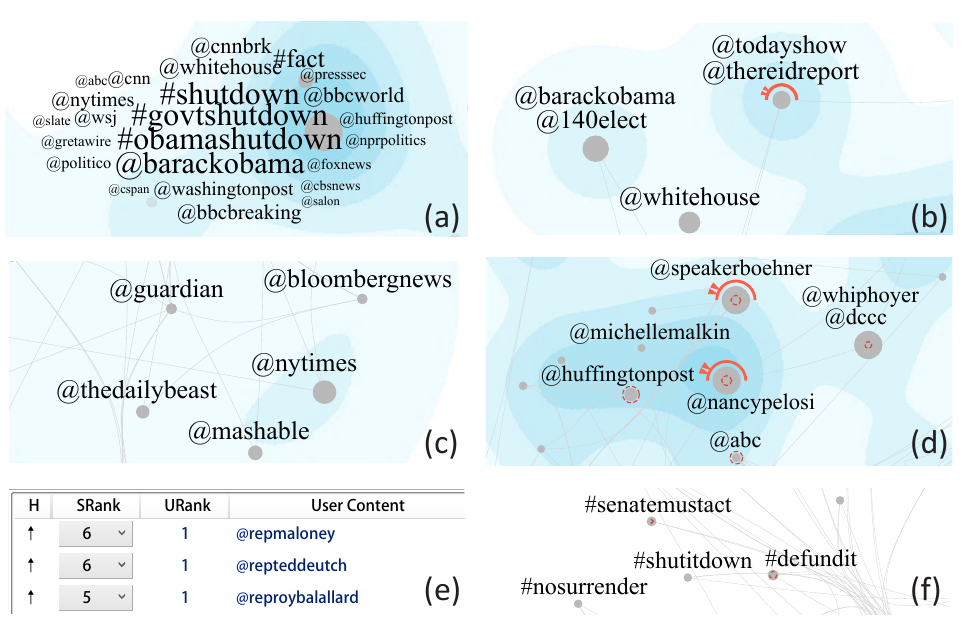 @cnnbrk
#fact
@whitehouse
@presssec
@abc
@cnn
#shutdown
@bbcworld
@nytimes
#govtshutdown
@slate
@wsj
@huffingtonpost
#obamashutdown
@gretawire
@nprpolitics
@politico
@barackobama
@foxnews
@cspan
@washingtonpost
@cbsnews
@salon
@bbcbreaking
(a)
@todayshow
@thereidreport
@barackobama
@140elect
@whitehouse
(b)
@guardian
@bloombergnews
@nytimes
@thedailybeast
@mashable
(c)
@speakerboehner
@whiphoyer
@dccc
@michellemalkin
@huffingtonpost
@nancypelosi
@abc
(d)
H SRank URank User Content
↑ 6 1 @repmaloney
↑ 6 1 @repteddeutch
↑ 5 1 @reproybalallard
(e)
#senatemustact
#shutitdown
#defundit
#nosurrender
(f)